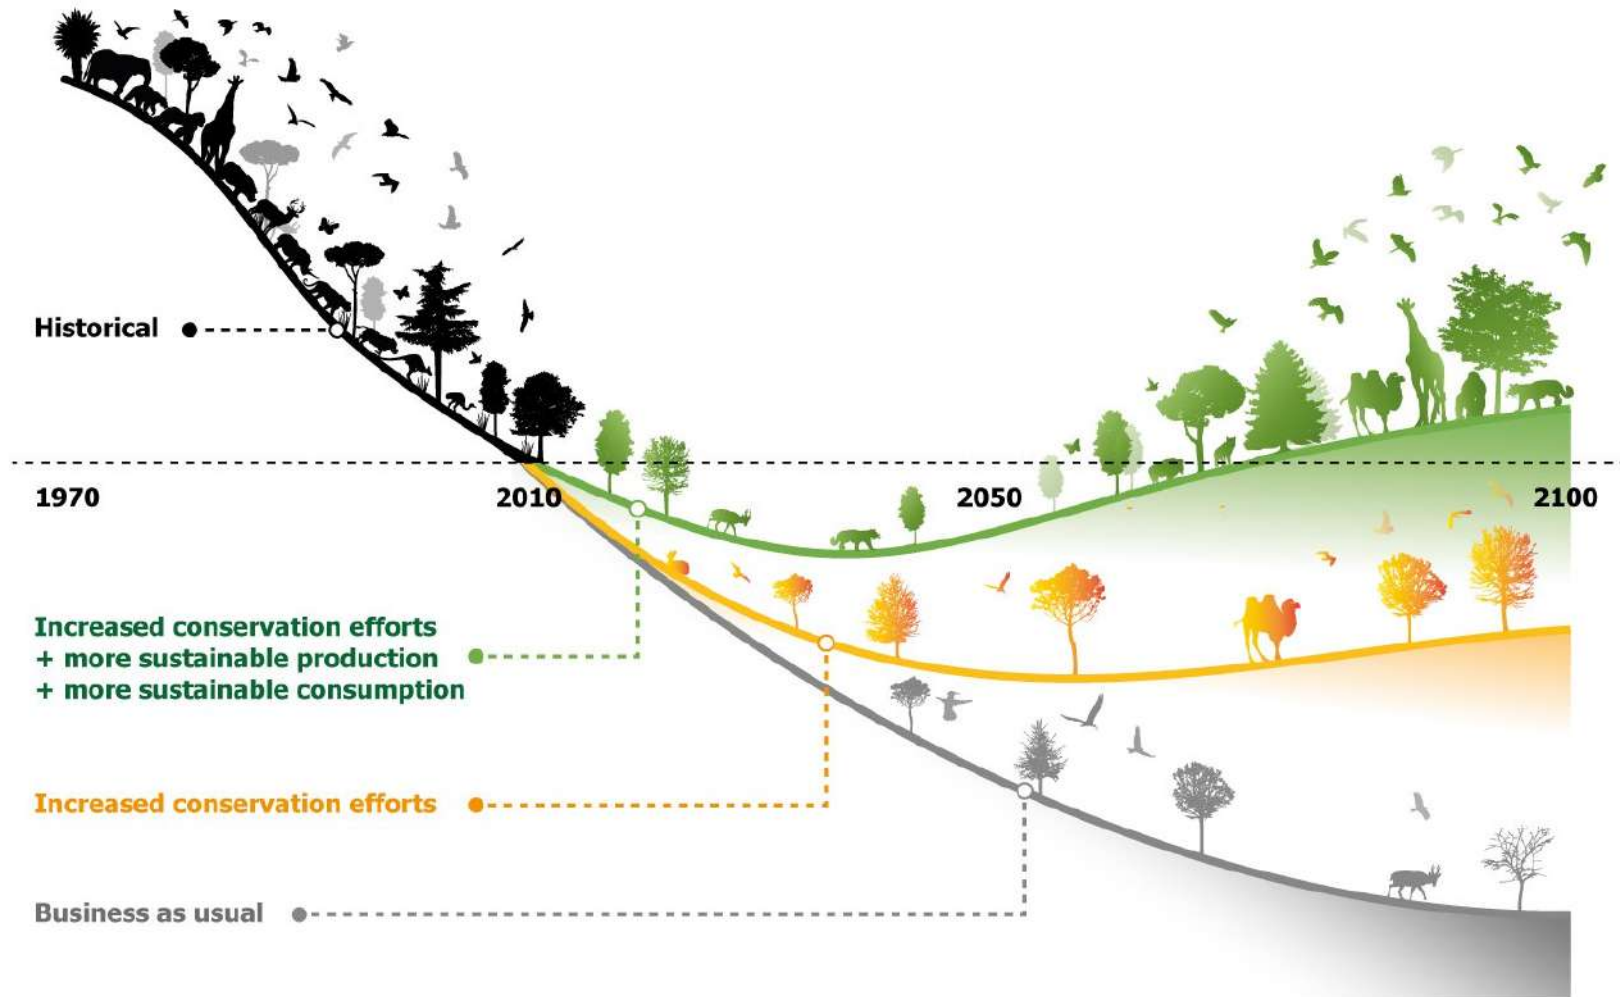 Historical
1970
2010
2050
2100
Increased conservation efforts
+ more sustainable production
+ more sustainable consumption
Increased conservation efforts
Business as usual